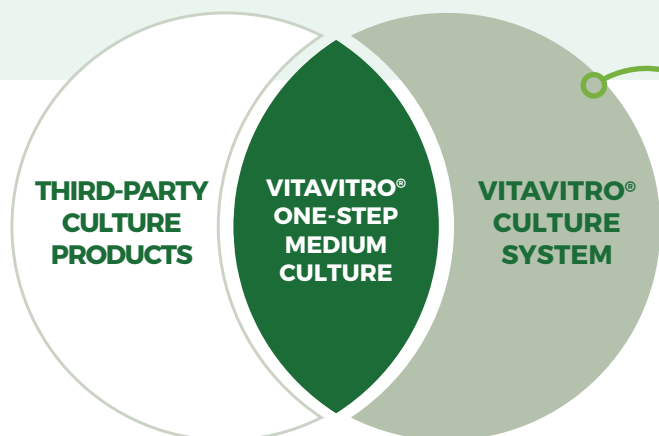 THIRD-PARTY
CULTURE
PRODUCTS
VITAVITRO®
ONE-STEP
MEDIUM
CULTURE
VITAVITRO®
CULTURE
SYSTEM